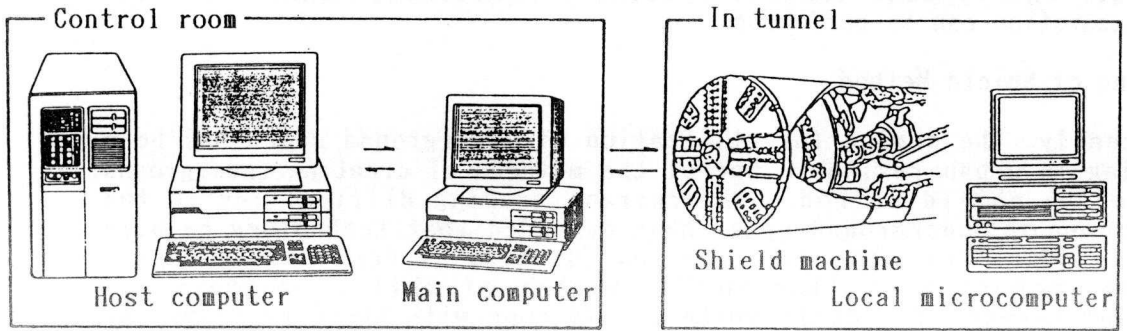 Control room
Host computer
Main computer
In tunnel
Shield machine
Local microcomputer